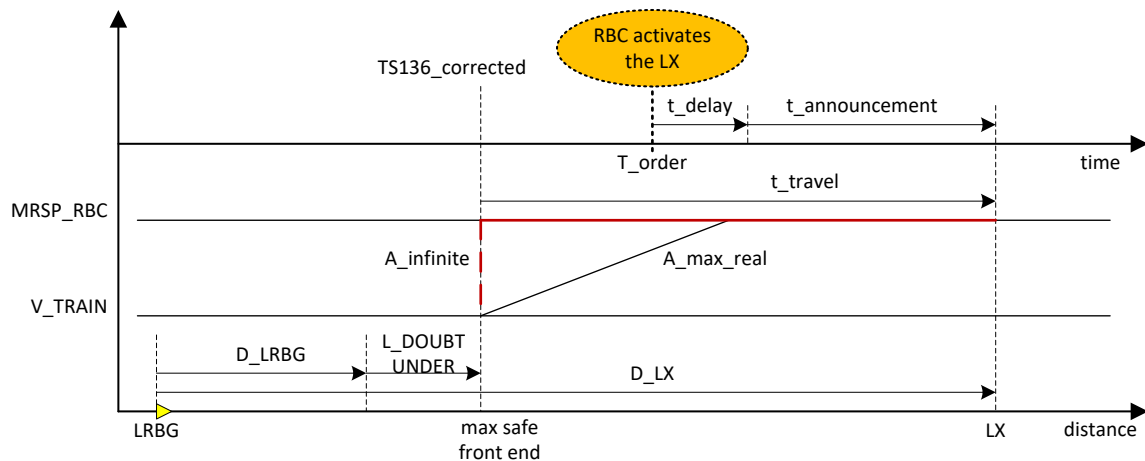 RBC activates
the LX
TS136_corrected
t_delay
t_announcement
T_order
time
t_travel
MRSP_RBC
A_infinite
A_max_real
V_TRAIN
D_LRBG
L_DOUBT
UNDER
D_LX
LRBG
max safe
front end
LX
distance